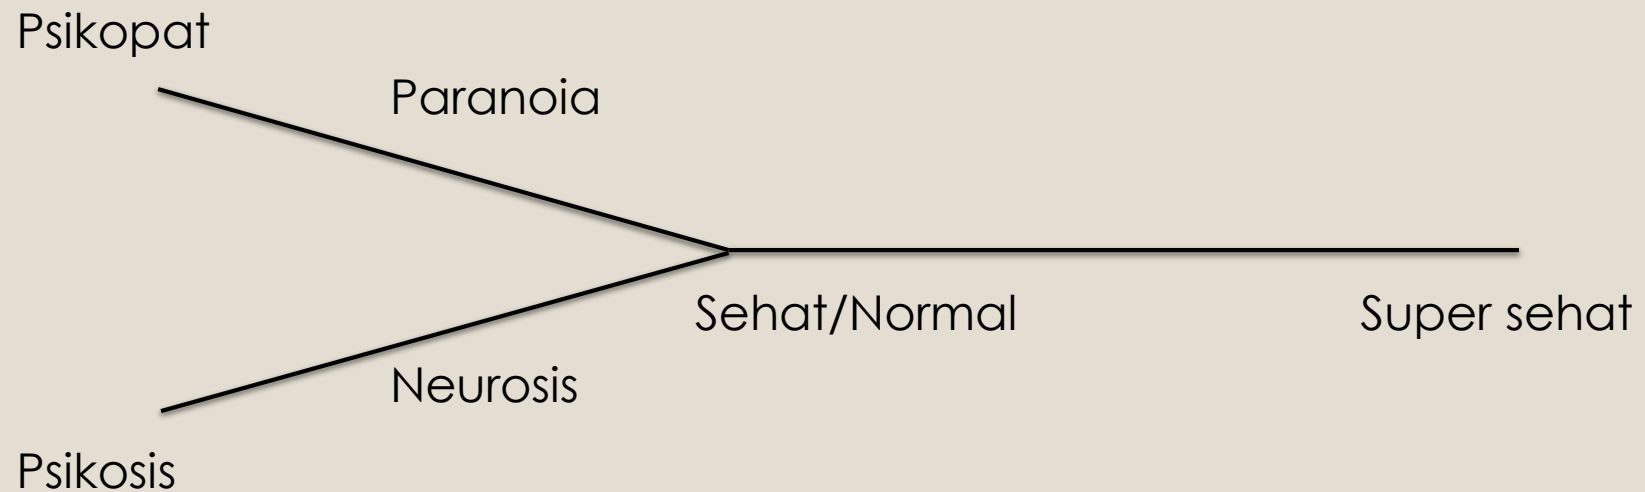 Psikopat
Paranoia
Sehat/Normal
Super sehat
Neurosis
Psikosis